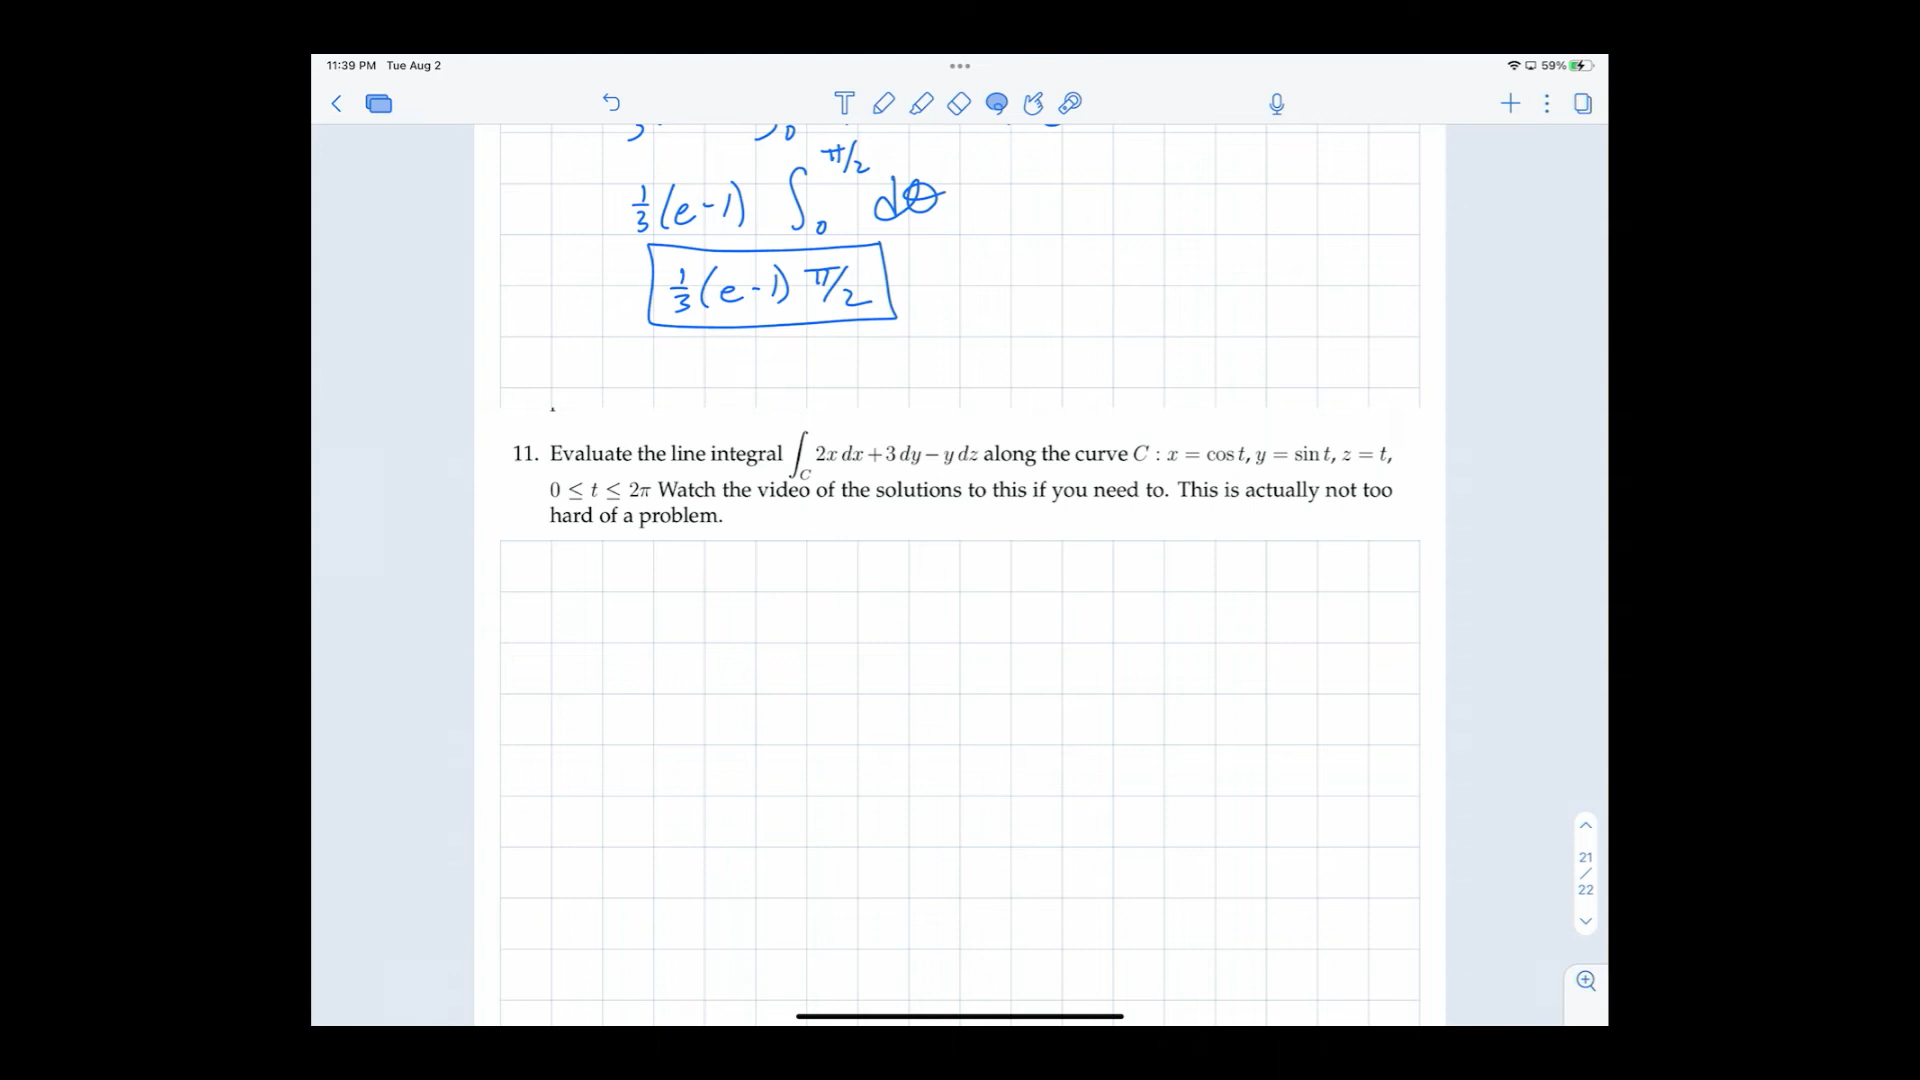 11:39 PM Tue Aug 2
59%
π/2
0
1/3 (e-1) ∫₀ dθ
1/3 (e-1) π/2
11. Evaluate the line integral ∫_C 2x dx + 3 dy − y dz along the curve C : x = cos t, y = sin t, z = t,
0 ≤ t ≤ 2π Watch the video of the solutions to this if you need to. This is actually not too
hard of a problem.
21
/
22